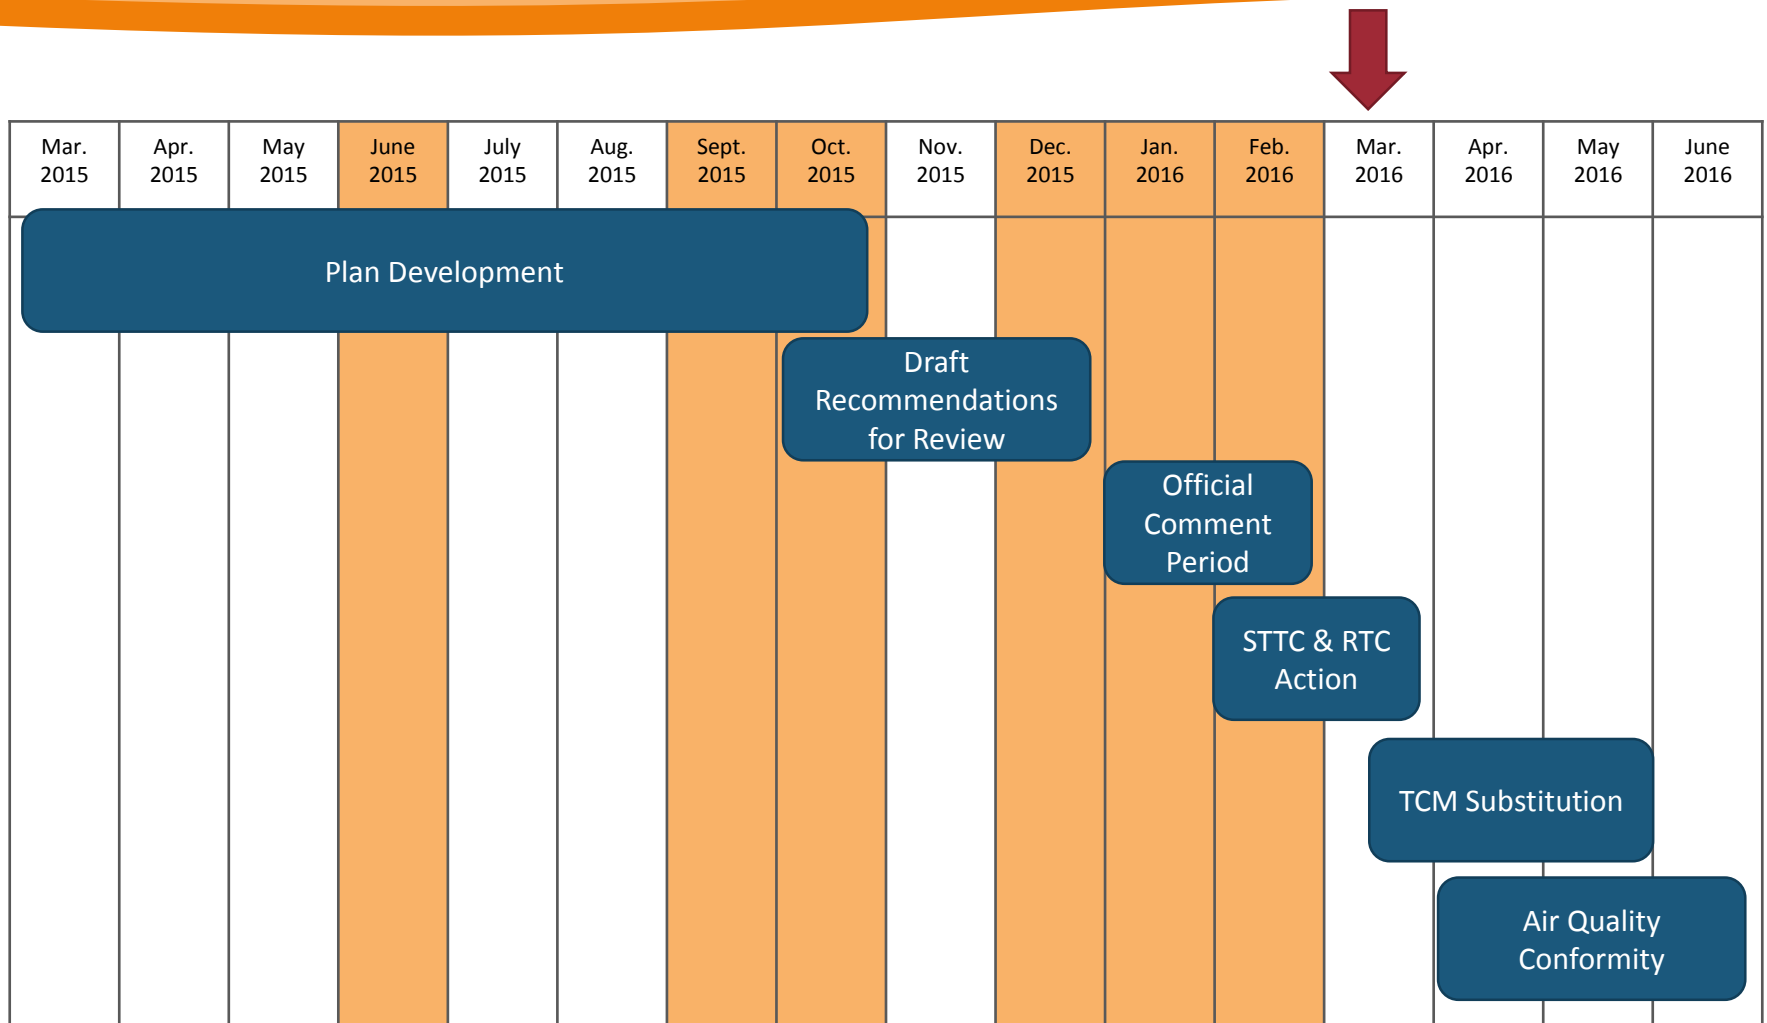 Mar. 2015
Apr. 2015
May 2015
June 2015
July 2015
Aug. 2015
Sept. 2015
Oct. 2015
Nov. 2015
Dec. 2015
Jan. 2016
Feb. 2016
Mar. 2016
Apr. 2016
May 2016
June 2016
Plan Development
Draft
Recommendations
for Review
Official
Comment
Period
STTC & RTC
Action
TCM Substitution
Air Quality
Conformity